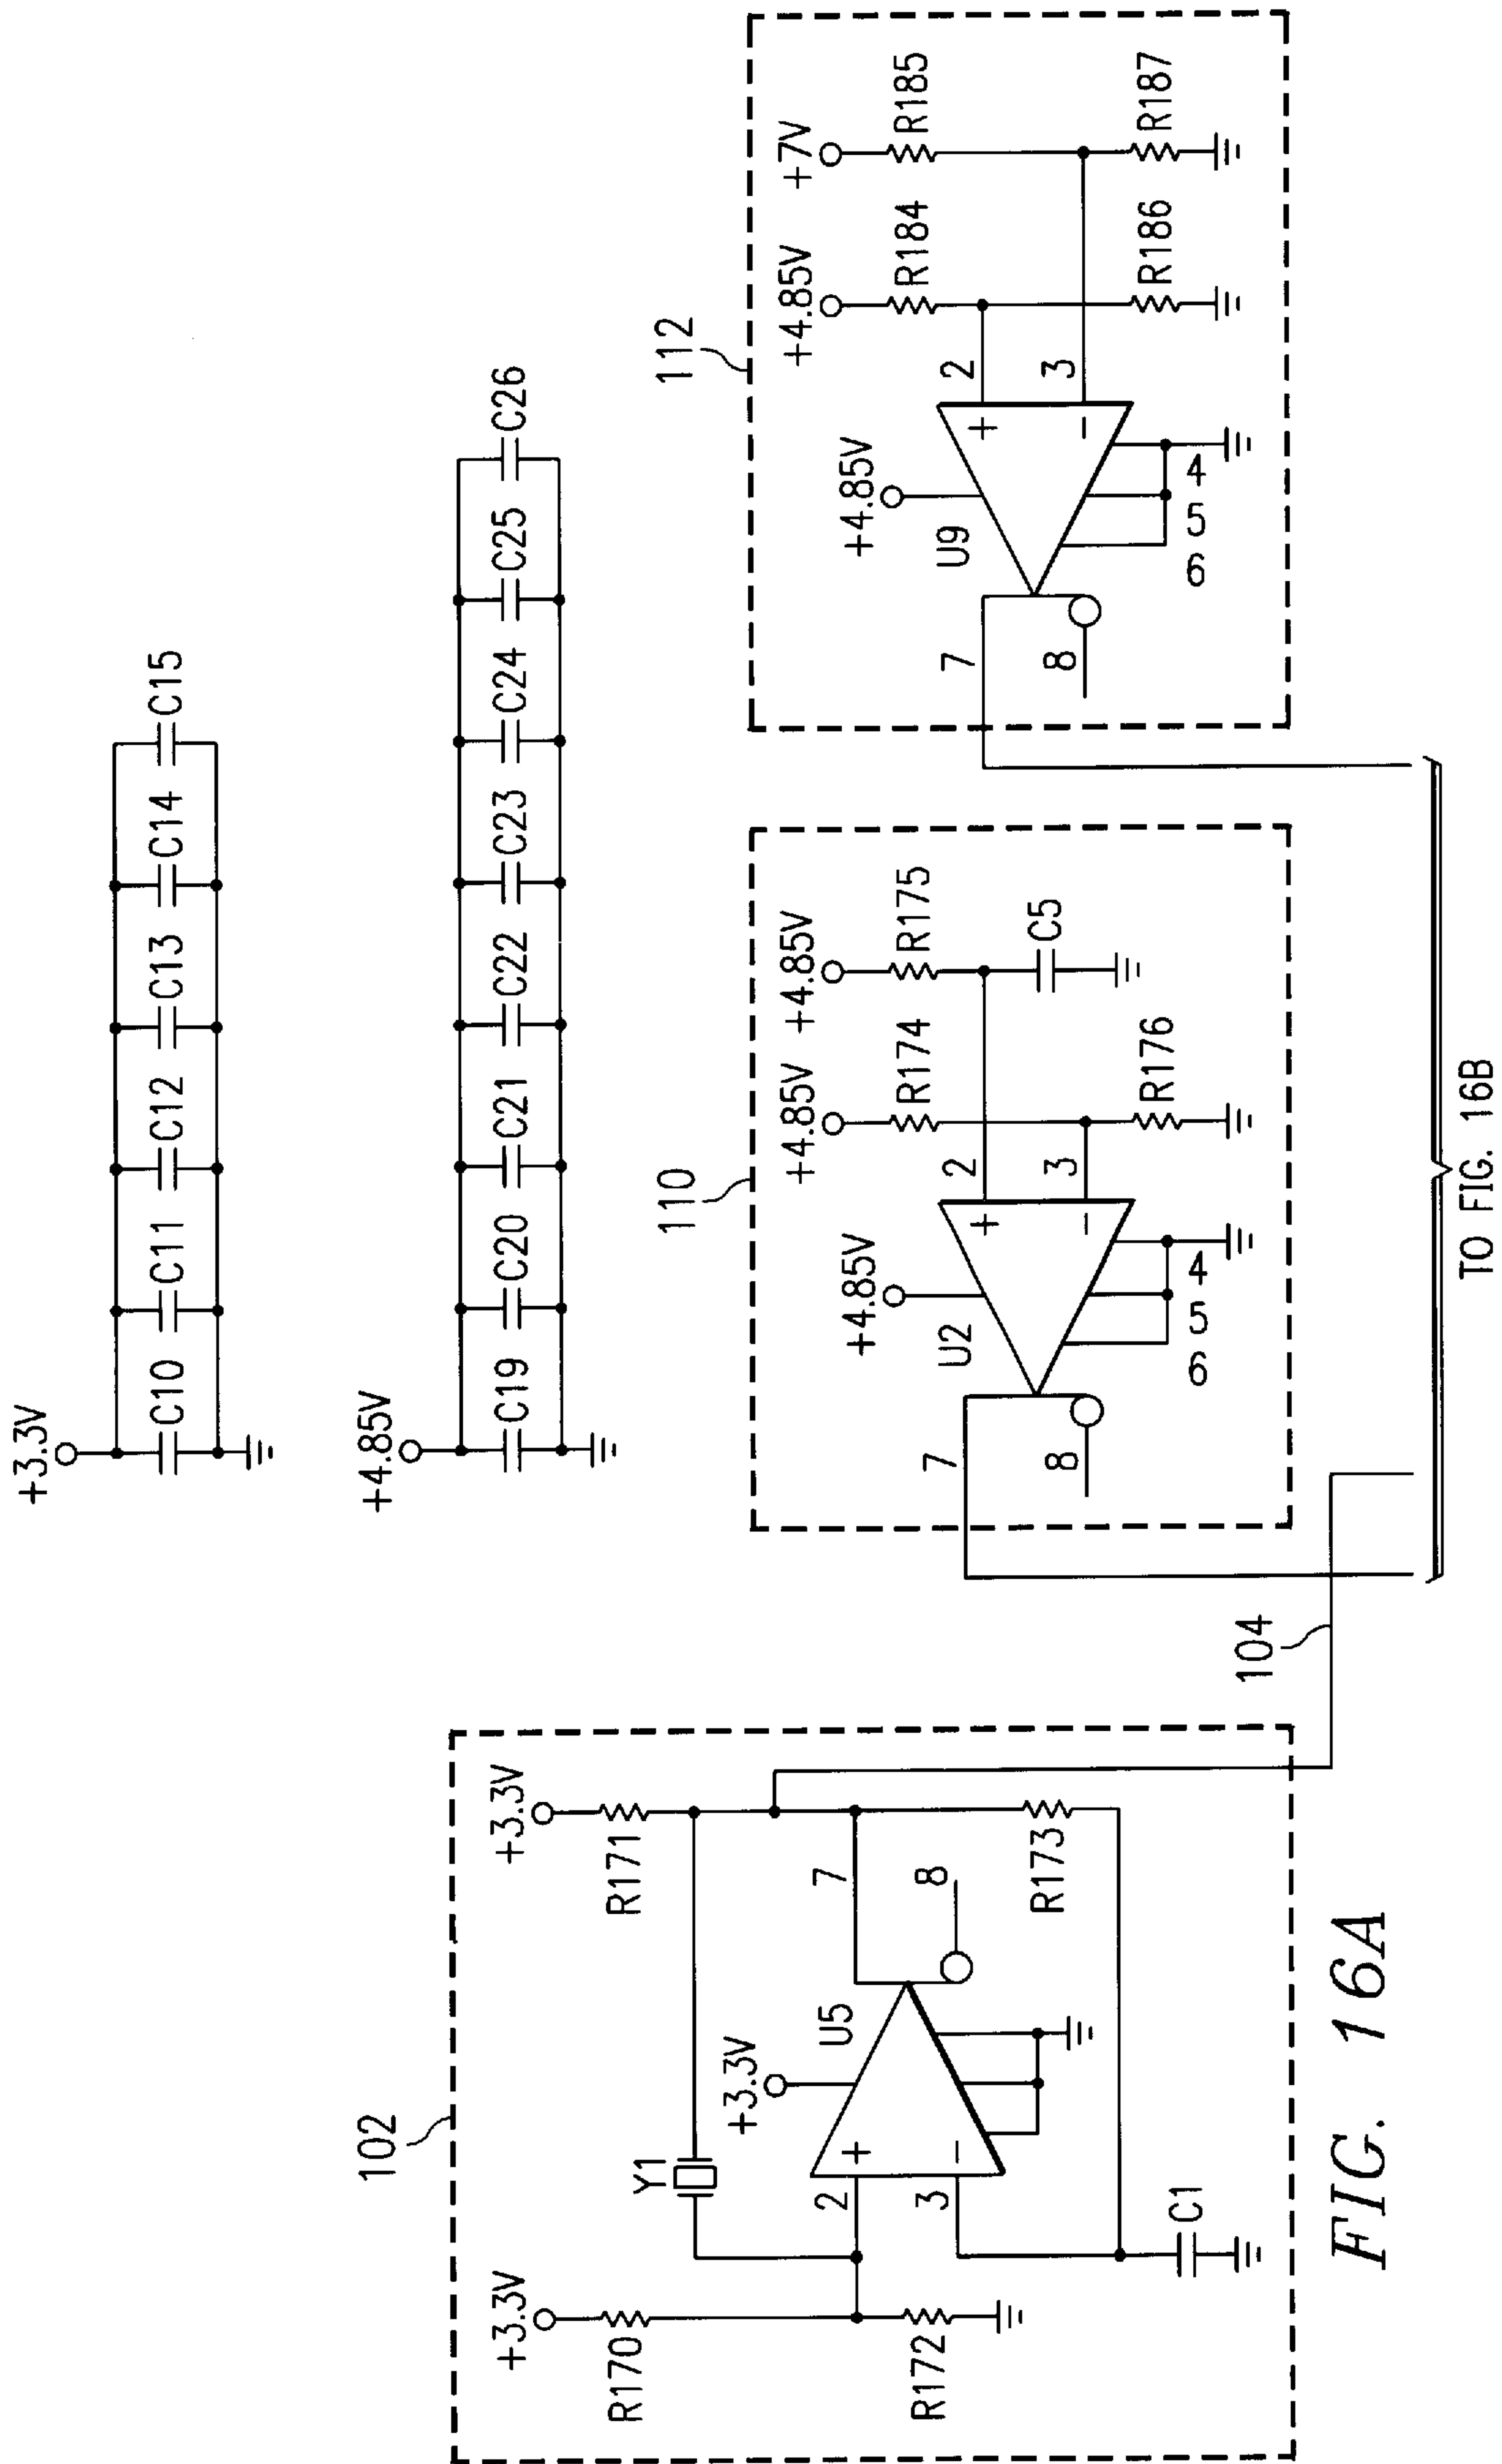 +3.3V
C10 C11 C12 C13 C14 C15
+4.85V
C19 C20 C21 C22 C23 C24 C25 C26
102
+3.3V
R170
R172
Y1
+3.3V
R171
+3.3V
U5
2
+
3
−
7
8
R173
C1
104
110
+4.85V
U2
7
8
+
−
2
3
4
5
6
+4.85V
R174
R176
+4.85V
R175
C5
112
+4.85V
U9
7
8
+
−
2
3
4
5
6
+4.85V
R184
R186
+7V
R185
R187
TO FIG. 16B
FIG. 16A